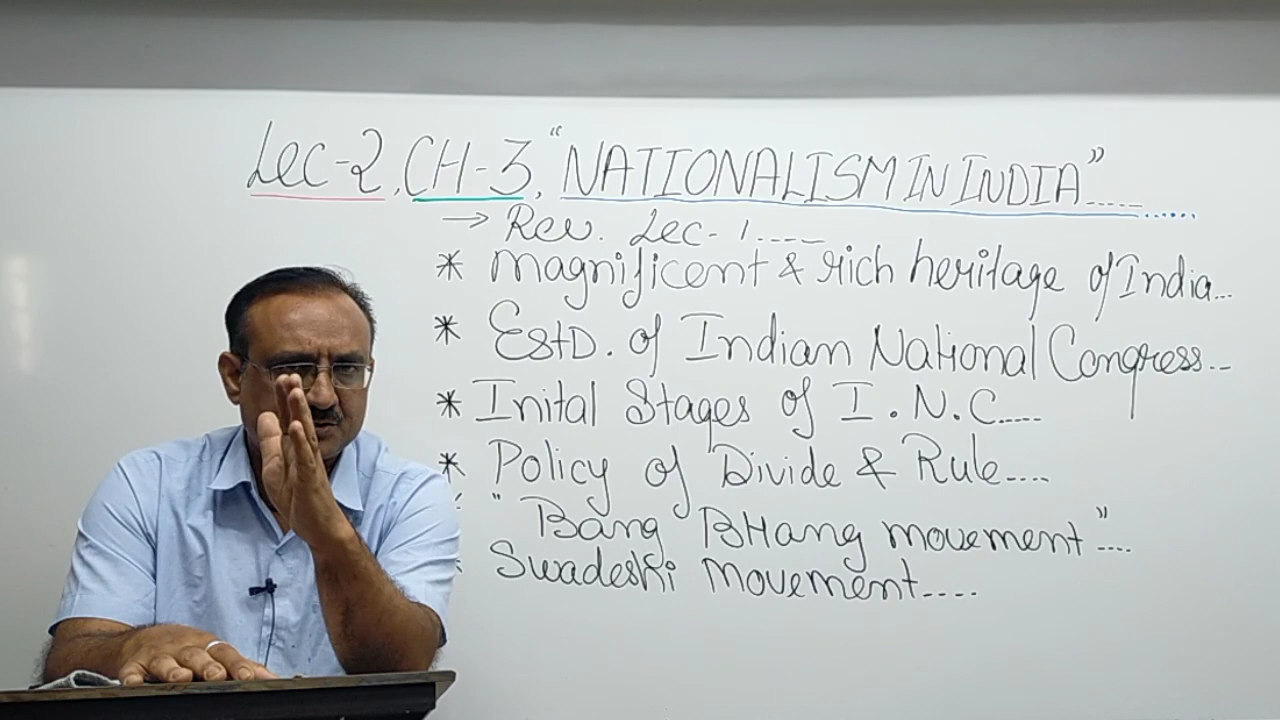 Lec-2, CH-3, "NATIONALISM IN INDIA".....
→ Rev. Lec-1.....
* Magnificent & rich heritage of India...
* EstD. of Indian National Congress...
* Inital Stages of I.N.C.....
* Policy of Divide & Rule....
* "Bang BHang movement"...
* Swadeshi Movement....